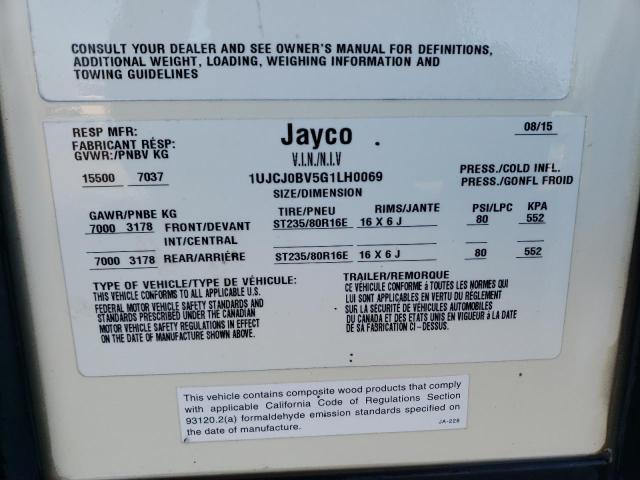 CONSULT YOUR DEALER AND SEE OWNER'S MANUAL FOR DEFINITIONS,
ADDITIONAL WEIGHT, LOADING, WEIGHING INFORMATION AND
TOWING GUIDELINES
RESP MFR:
FABRICANT RÉSP:
Jayco
08/15
GVWR:/PNBV KG
V.I.N./N.I.V
15500 7037
1UJCJ0BV5G1LH0069
PRESS./COLD INFL.
PRESS./GONFL FROID
SIZE/DIMENSION
GAWR/PNBE KG TIRE/PNEU RIMS/JANTE PSI/LPC KPA
7000 3178 FRONT/DEVANT ST235/80R16E 16 X 6 J 80 552
INT/CENTRAL
7000 3178 REAR/ARRIÈRE ST235/80R16E 16 X 6 J 80 552
TYPE OF VEHICLE/TYPE DE VÉHICULE:
THIS VEHICLE CONFORMS TO ALL APPLICABLE U.S.
FEDERAL MOTOR VEHICLE SAFETY STANDARDS AND
STANDARDS PRESCRIBED UNDER THE CANADIAN
MOTOR VEHICLE SAFETY REGULATIONS IN EFFECT
ON THE DATE OF MANUFACTURE SHOWN ABOVE.
TRAILER/REMORQUE
CE VÉHICULE EST CONFORME à TOUTES LES NORMES QUI
LUI SONT APPLICABLES EN VERTU DU RÉGLEMENT
SUR LA SÉCURITÉ DE VÉHICULES AUTOMOBILES
DU CANADA ET DES ETATS UNIS EN VIGUEUR à LA DATE
DE SA FABRICATION CI - DESSUS.
This vehicle contains composite wood products that comply
with applicable California Code of Regulations Section
93120.2(a) formaldehyde emission standards specified on
the date of manufacture.
JA-228